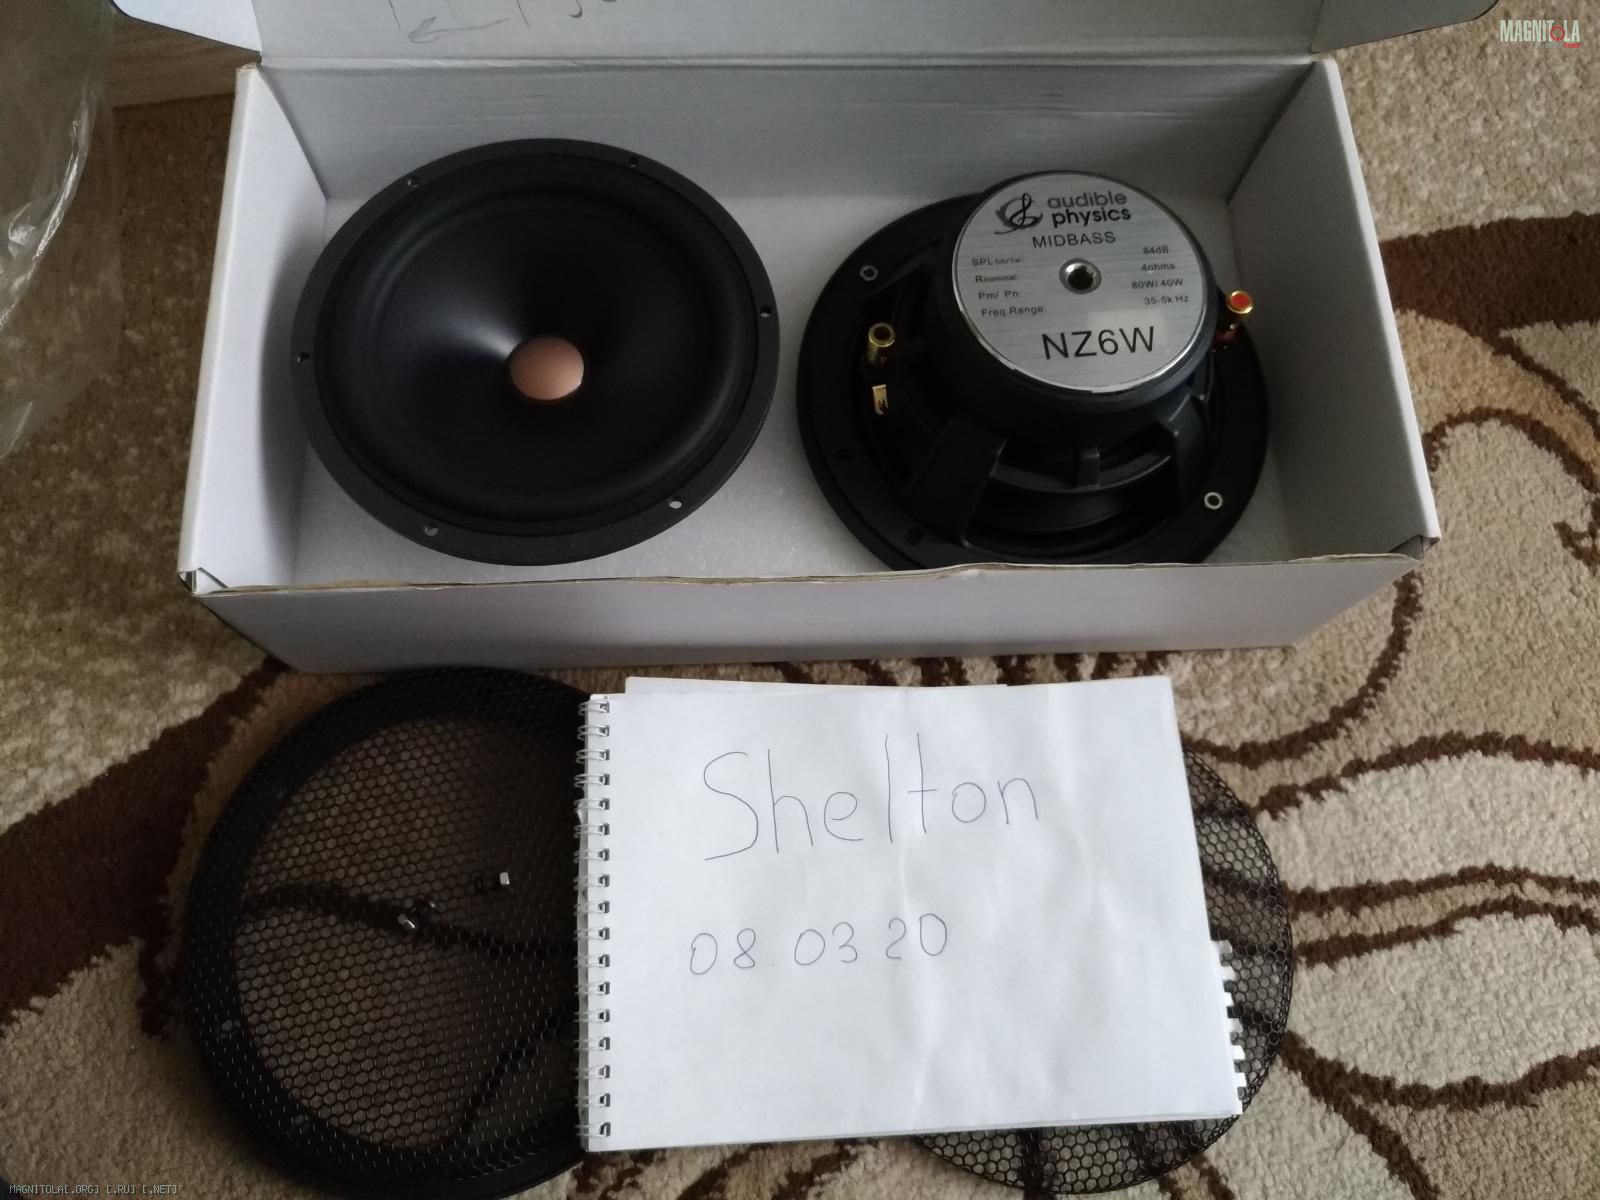 MAGNITOLA
audible
physics
MIDBASS
SPL 1m/1w: 84dB
Rnominal: 4ohms
Pm/ Pn: 80W/ 40W
Freq.Range: 35-5k Hz
NZ6W
Shelton
08.03.20
MAGNITOLA[.ORG] [.RU] [.NET]